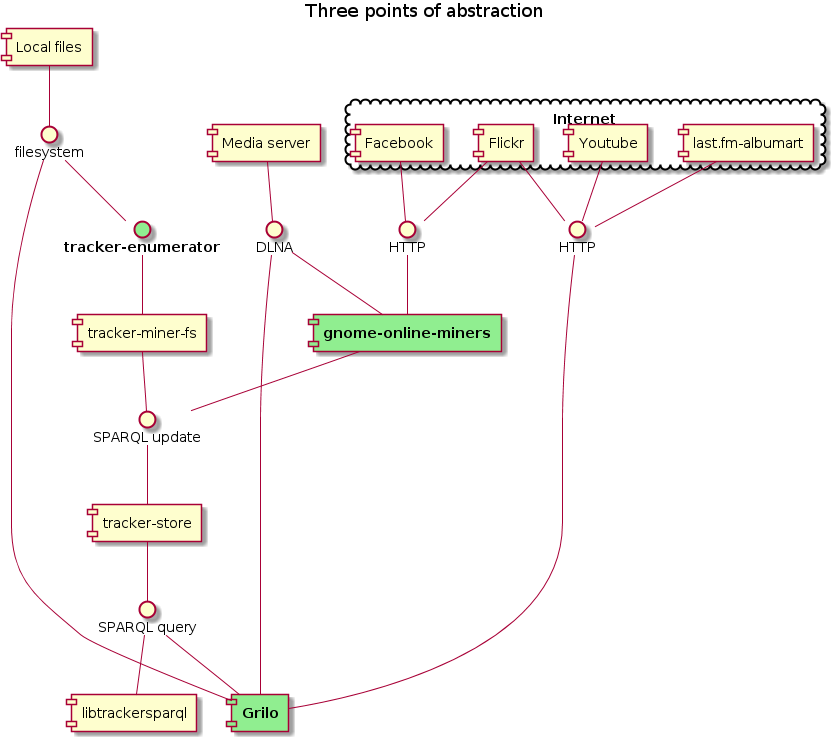 Three points of abstraction
Local files
Internet
Media server
Facebook
Flickr
Youtube
last.fm-albumart
filesystem
tracker-enumerator
DLNA
HTTP
HTTP
tracker-miner-fs
gnome-online-miners
SPARQL update
tracker-store
SPARQL query
libtrackersparql
Grilo